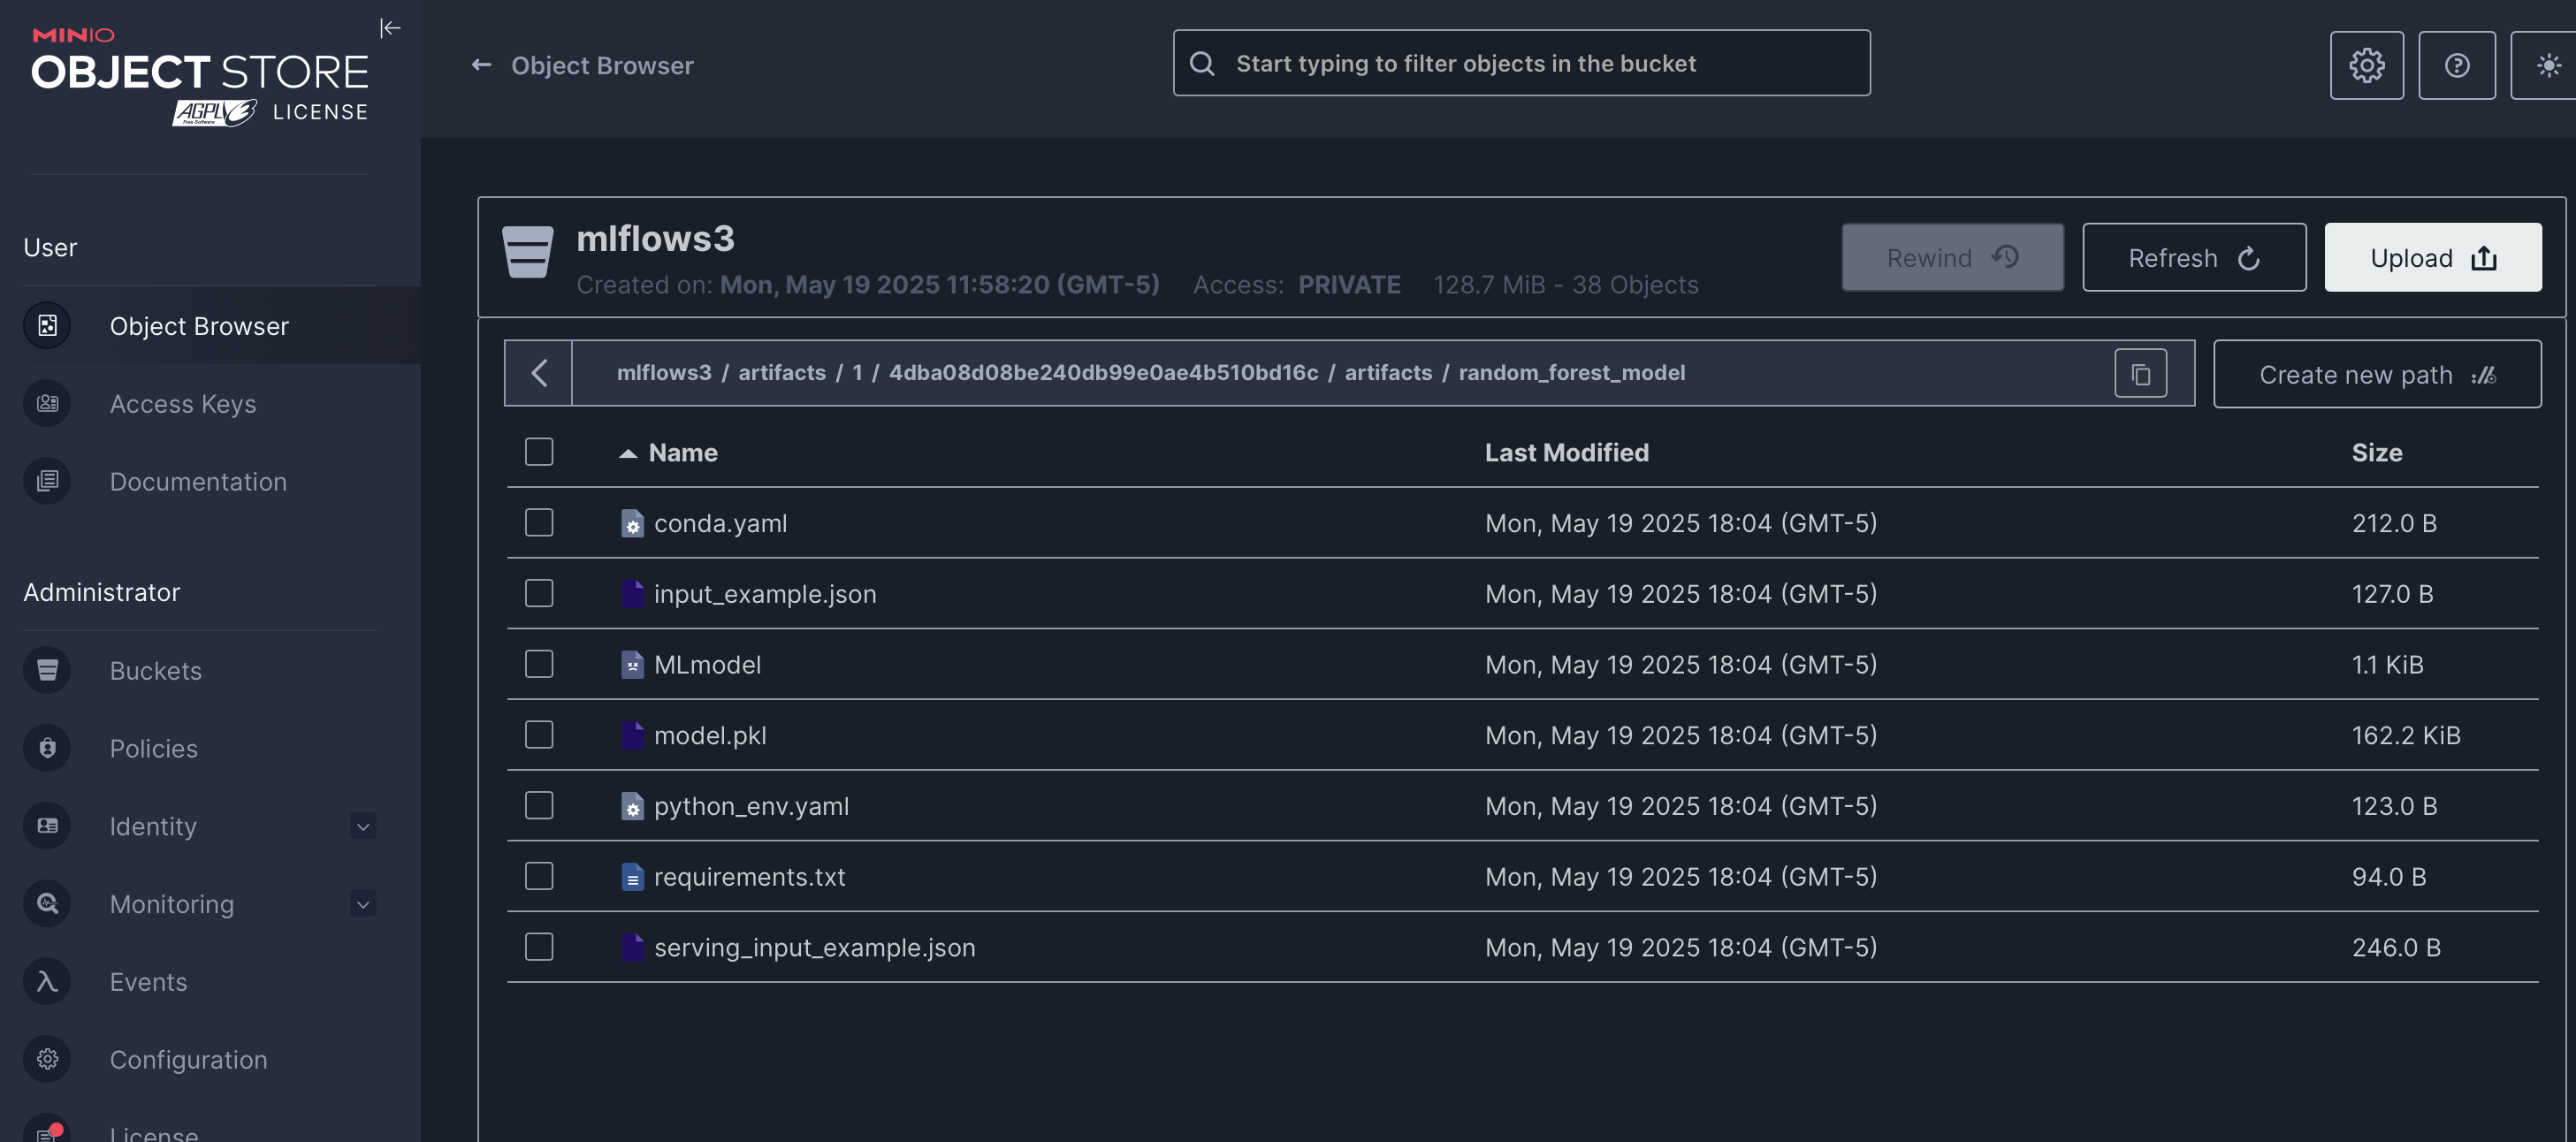 MINIO
OBJECT STORE
AGPL v3 LICENSE
Free Software
User
Object Browser
Access Keys
Documentation
Administrator
Buckets
Policies
Identity
Monitoring
Events
Configuration
License
Object Browser
Start typing to filter objects in the bucket
mlflows3
Created on: Mon, May 19 2025 11:58:20 (GMT-5) Access: PRIVATE 128.7 MiB - 38 Objects
Rewind
Refresh
Upload
mlflows3 / artifacts / 1 / 4dba08d08be240db99e0ae4b510bd16c / artifacts / random_forest_model
Create new path
Name Last Modified Size
conda.yaml Mon, May 19 2025 18:04 (GMT-5) 212.0 B
input_example.json Mon, May 19 2025 18:04 (GMT-5) 127.0 B
MLmodel Mon, May 19 2025 18:04 (GMT-5) 1.1 KiB
model.pkl Mon, May 19 2025 18:04 (GMT-5) 162.2 KiB
python_env.yaml Mon, May 19 2025 18:04 (GMT-5) 123.0 B
requirements.txt Mon, May 19 2025 18:04 (GMT-5) 94.0 B
serving_input_example.json Mon, May 19 2025 18:04 (GMT-5) 246.0 B